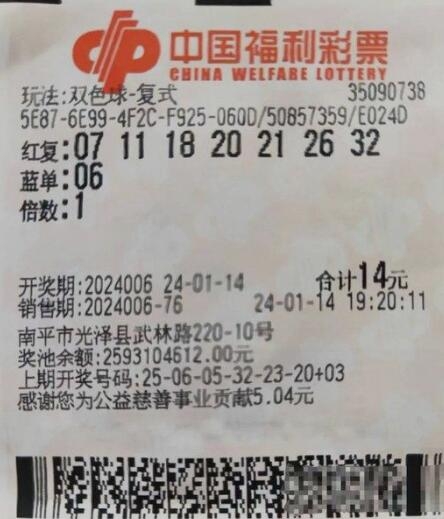 中国福利彩票
CHINA WELFARE LOTTERY
玩法:双色球-复式 35090738
5E87-6E99-4F2C-F925-060D/50857359/E024D
红复:07 11 18 20 21 26 32
蓝单:06
倍数:1
开奖期:2024006 24-01-14 合计14元
销售期:2024006-76 24-01-14 19:20:11
南平市光泽县武林路220-10号
奖池余额:2593104612.00元
上期开奖号码:25-06-05-32-23-20+03
感谢您为公益慈善事业贡献5.04元